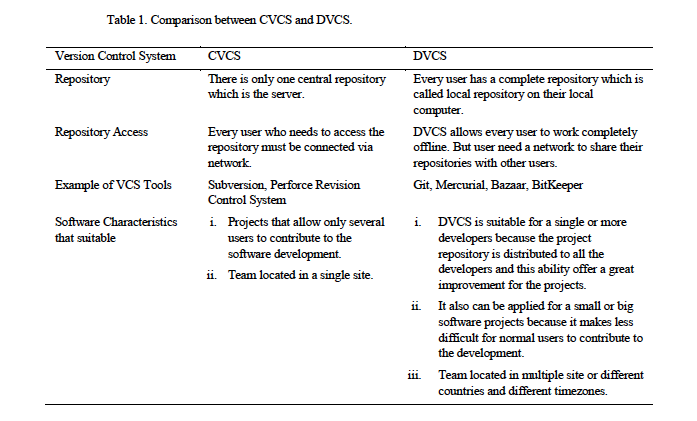 Table 1. Comparison between CVCS and DVCS.
Version Control System CVCS DVCS
Repository There is only one central repository which is the server. Every user has a complete repository which is called local repository on their local computer.
Repository Access Every user who needs to access the repository must be connected via network. DVCS allows every user to work completely offline. But user need a network to share their repositories with other users.
Example of VCS Tools Subversion, Perforce Revision Control System Git, Mercurial, Bazaar, BitKeeper
Software Characteristics that suitable
i. Projects that allow only several users to contribute to the software development.
ii. Team located in a single site.
i. DVCS is suitable for a single or more developers because the project repository is distributed to all the developers and this ability offer a great improvement for the projects.
ii. It also can be applied for a small or big software projects because it makes less difficult for normal users to contribute to the development.
iii. Team located in multiple site or different countries and different timezones.